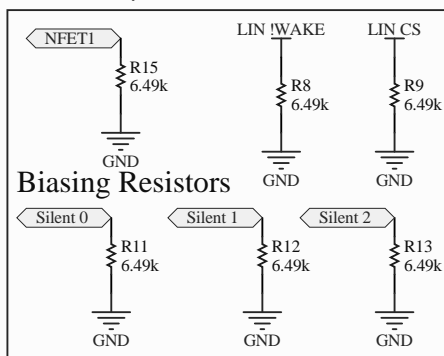 NFET1
LIN !WAKE
LIN CS
R15
6.49k
R8
6.49k
R9
6.49k
GND
GND
GND
Biasing Resistors
Silent 0
Silent 1
Silent 2
R11
6.49k
R12
6.49k
R13
6.49k
GND
GND
GND